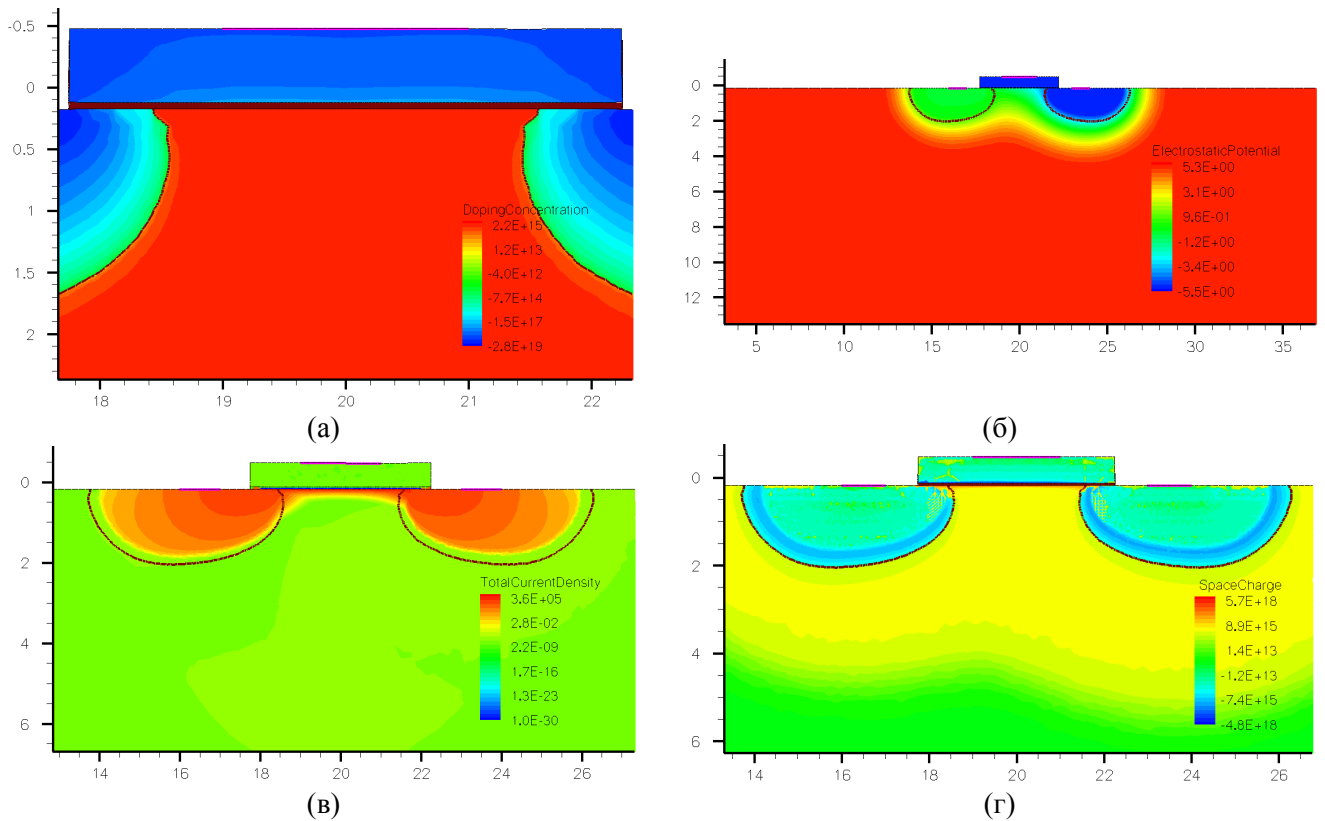 -0.5
0
0.5
1
1.5
2
18
19
20
21
22
DopingConcentration
2.2E+15
1.2E+13
-4.0E+12
-7.7E+14
-1.5E+17
-2.8E+19
(а)
0
2
4
6
8
10
12
5
10
15
20
25
30
35
ElectrostaticPotential
5.3E+00
3.1E+00
9.6E-01
-1.2E+00
-3.4E+00
-5.5E+00
(б)
0
2
4
6
14
16
18
20
22
24
26
TotalCurrentDensity
3.6E+05
2.8E-02
2.2E-09
1.7E-16
1.3E-23
1.0E-30
(в)
0
2
4
6
14
16
18
20
22
24
26
SpaceCharge
5.7E+18
8.9E+15
1.4E+13
-1.2E+13
-7.4E+15
-4.8E+18
(г)